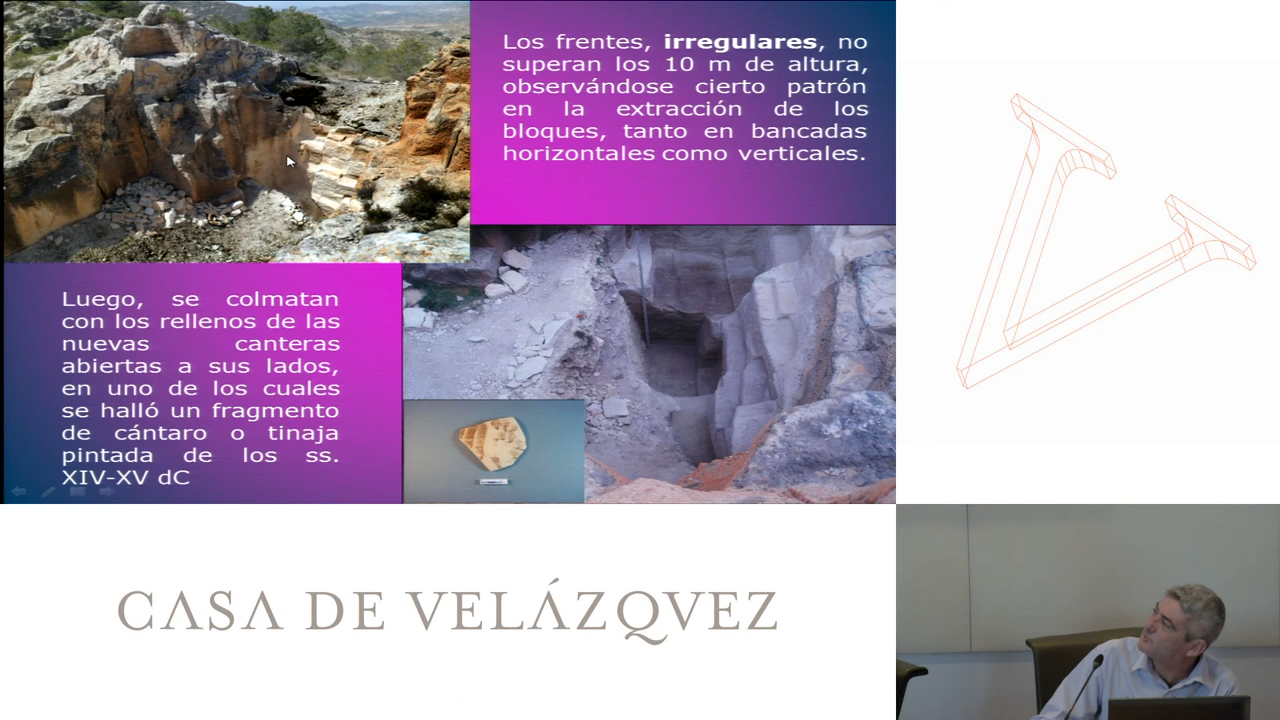 Los frentes, irregulares, no
superan los 10 m de altura,
observándose cierto patrón
en la extracción de los
bloques, tanto en bancadas
horizontales como verticales.
Luego, se colmatan
con los rellenos de las
nuevas canteras
abiertas a sus lados,
en uno de los cuales
se halló un fragmento
de cántaro o tinaja
pintada de los ss.
XIV-XV dC
CASA DE VELÁZQVEZ